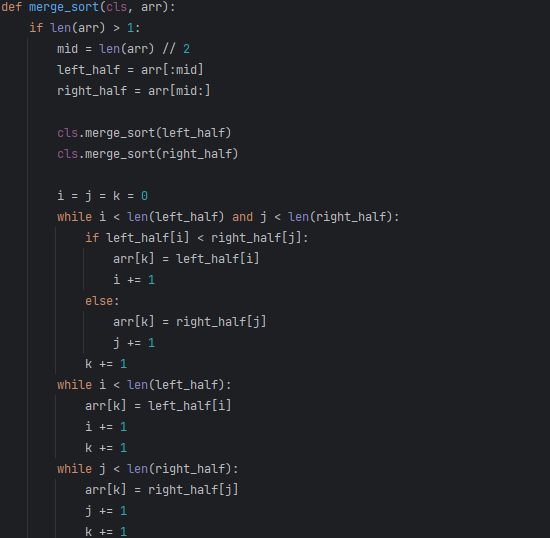 def merge_sort(cls, arr):
    if len(arr) > 1:
        mid = len(arr) // 2
        left_half = arr[:mid]
        right_half = arr[mid:]

        cls.merge_sort(left_half)
        cls.merge_sort(right_half)

        i = j = k = 0
        while i < len(left_half) and j < len(right_half):
            if left_half[i] < right_half[j]:
                arr[k] = left_half[i]
                i += 1
            else:
                arr[k] = right_half[j]
                j += 1
            k += 1
        while i < len(left_half):
            arr[k] = left_half[i]
            i += 1
            k += 1
        while j < len(right_half):
            arr[k] = right_half[j]
            j += 1
            k += 1